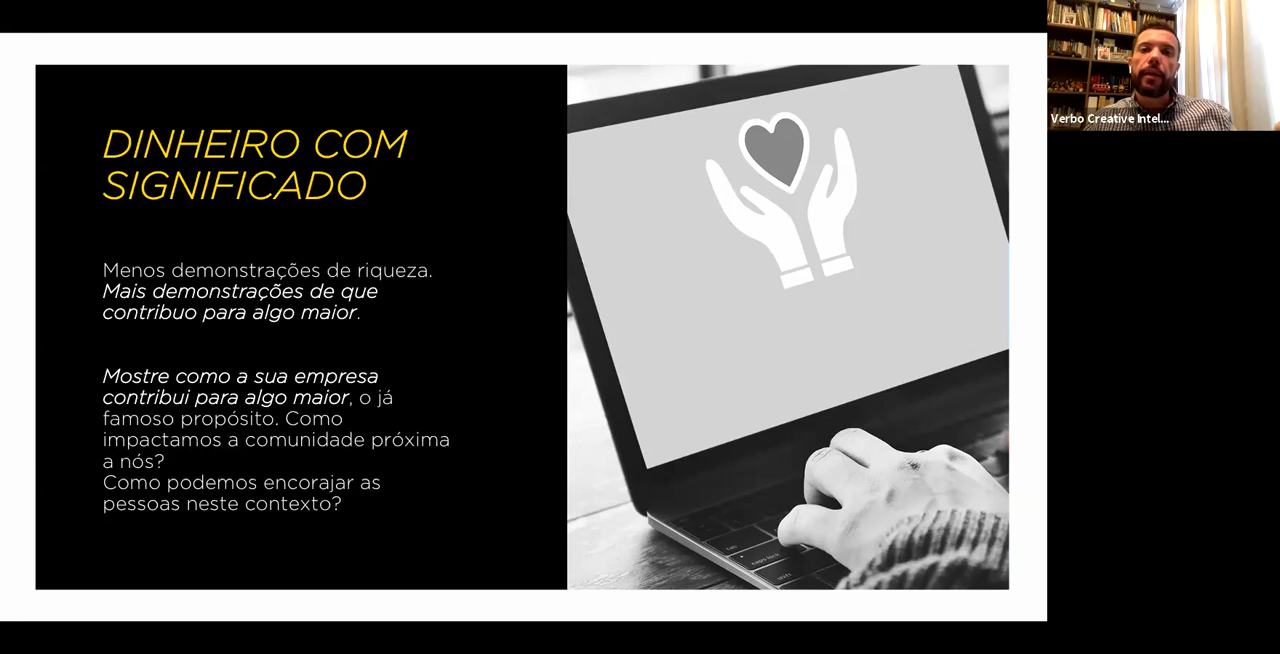 DINHEIRO COM
SIGNIFICADO
Menos demonstrações de riqueza.
Mais demonstrações de que
contribuo para algo maior.
Mostre como a sua empresa
contribui para algo maior, o já
famoso propósito. Como
impactamos a comunidade próxima
a nós?
Como podemos encorajar as
pessoas neste contexto?
Verbo Creative Intel...
caps lock